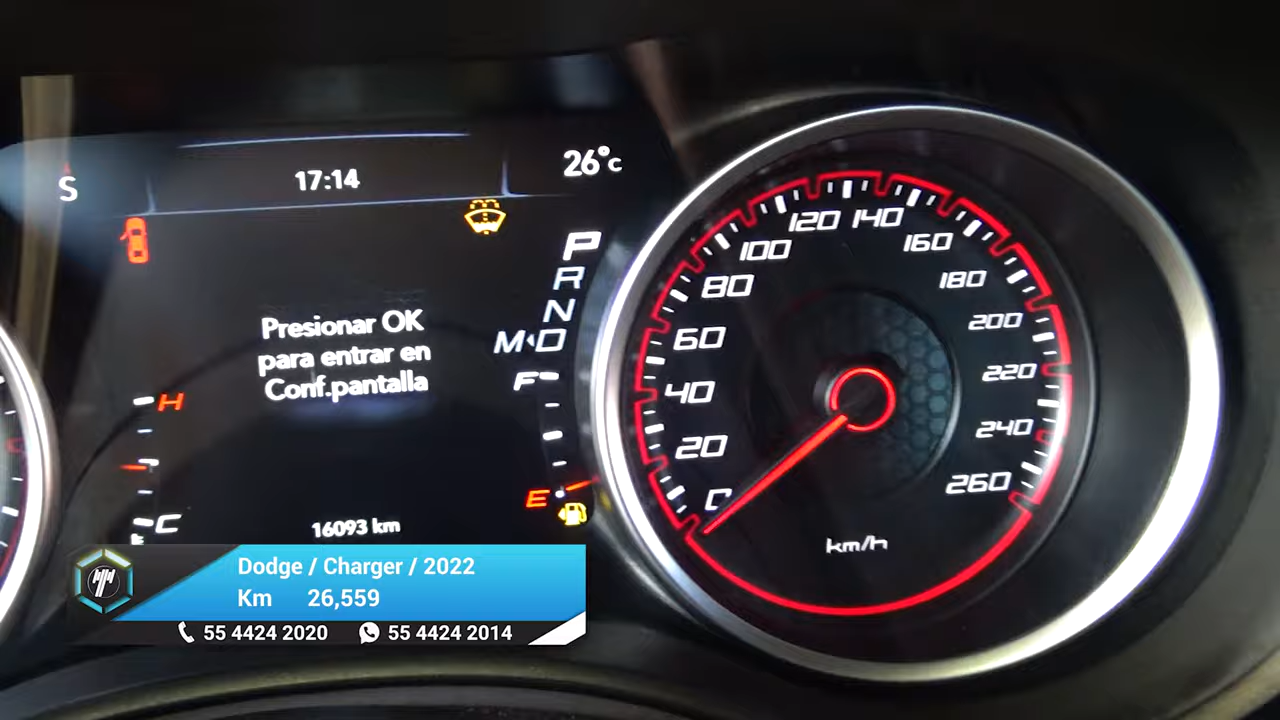 S
17:14
26°C
P
R
N
M◂D
Presionar OK
para entrar en
Conf.pantalla
H
C
F
E
16093 km
0
20
40
60
80
100
120
140
160
180
200
220
240
260
km/h
Dodge / Charger / 2022
Km 26,559
55 4424 2020 55 4424 2014